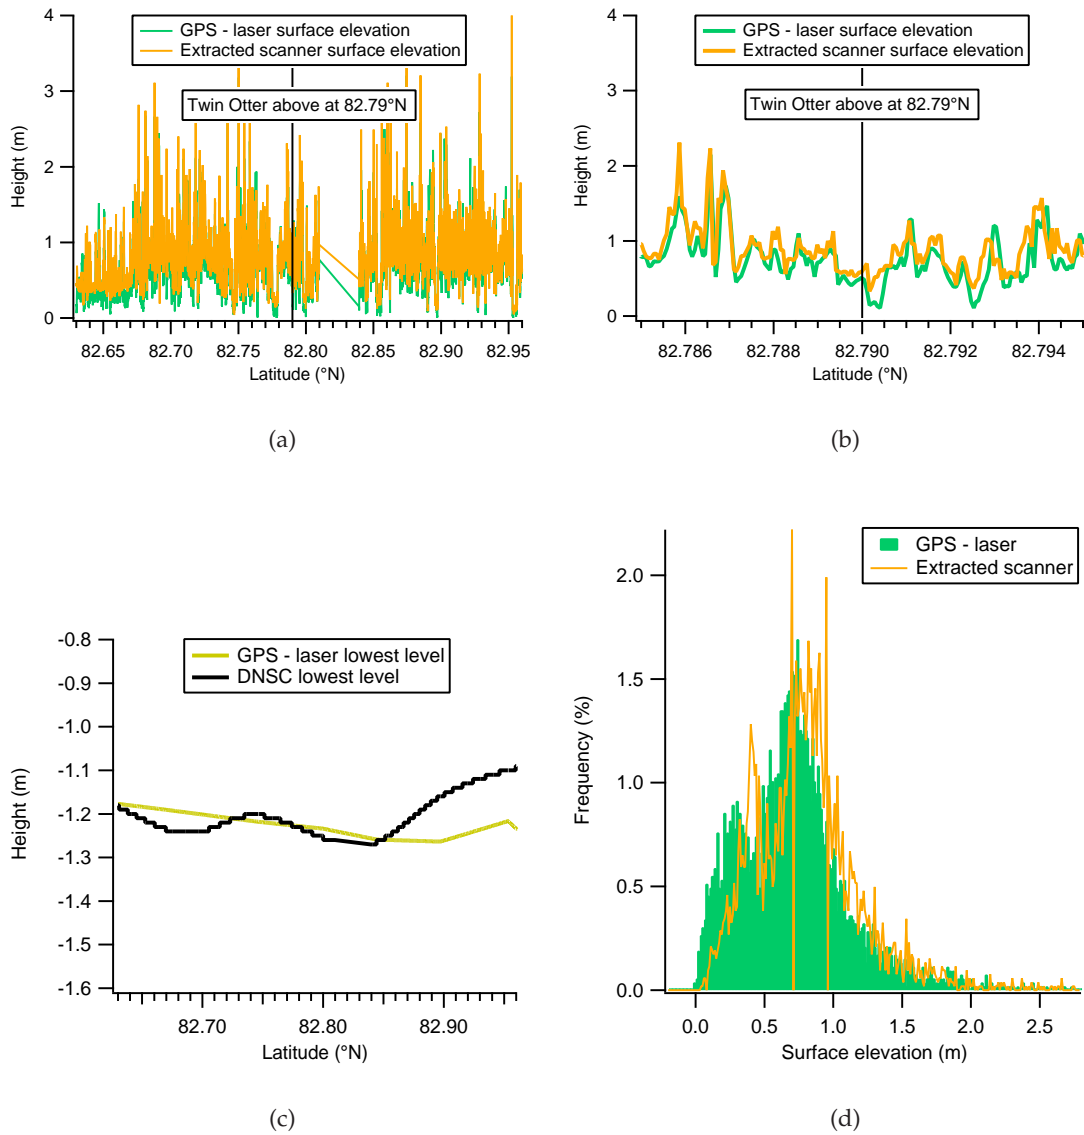 4
3
2
1
0
Height (m)
GPS - laser surface elevation
Extracted scanner surface elevation
Twin Otter above at 82.79°N
82.65 82.70 82.75 82.80 82.85 82.90 82.95
Latitude (°N)
(a)
4
3
2
1
0
Height (m)
GPS - laser surface elevation
Extracted scanner surface elevation
Twin Otter above at 82.79°N
82.786 82.788 82.790 82.792 82.794
Latitude (°N)
(b)
-0.8
-0.9
-1.0
-1.1
-1.2
-1.3
-1.4
-1.5
-1.6
Height (m)
GPS - laser lowest level
DNSC lowest level
82.70 82.80 82.90
Latitude (°N)
(c)
2.0
1.5
1.0
0.5
0.0
Frequency (%)
GPS - laser
Extracted scanner
0.0 0.5 1.0 1.5 2.0 2.5
Surface elevation (m)
(d)